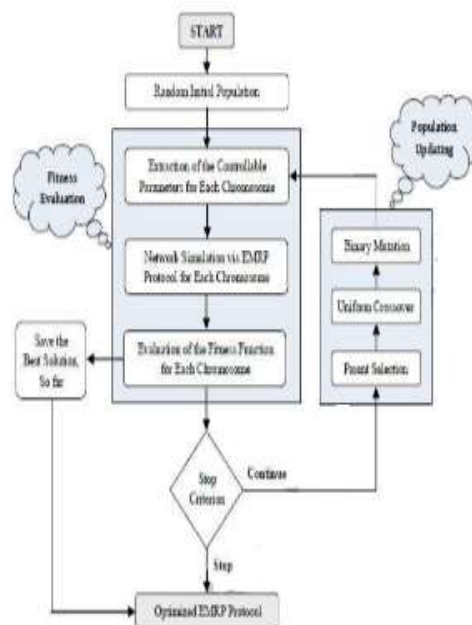 START
Random Initial Population
Population
Updating
Fitness
Evaluation
Extraction of the Controllable
Parameters for Each Chromosome
Binary Mutation
Network Simulation via EMRP
Protocol for Each Chromosome
Uniform Crossover
Save the
Best Solution,
So far
Evaluation of the Fitness Function
for Each Chromosome
Parent Selection
Stop
Criterion
Continue
Stop
Optimized EMRP Protocol